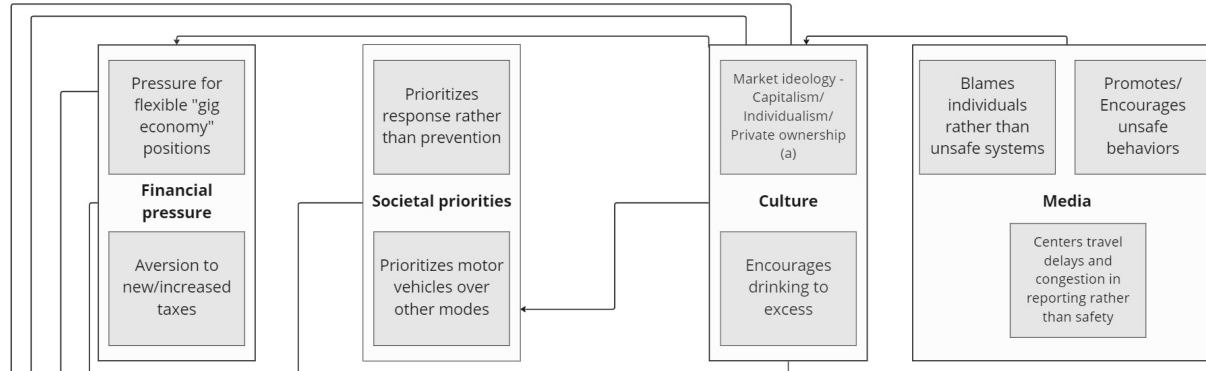 Pressure for
flexible "gig
economy"
positions
Financial
pressure
Aversion to
new/increased
taxes
Prioritizes
response rather
than prevention
Societal priorities
Prioritizes motor
vehicles over
other modes
Market ideology -
Capitalism/
Individualism/
Private ownership
(a)
Culture
Encourages
drinking to
excess
Blames
individuals
rather than
unsafe systems
Promotes/
Encourages
unsafe
behaviors
Media
Centers travel
delays and
congestion in
reporting rather
than safety